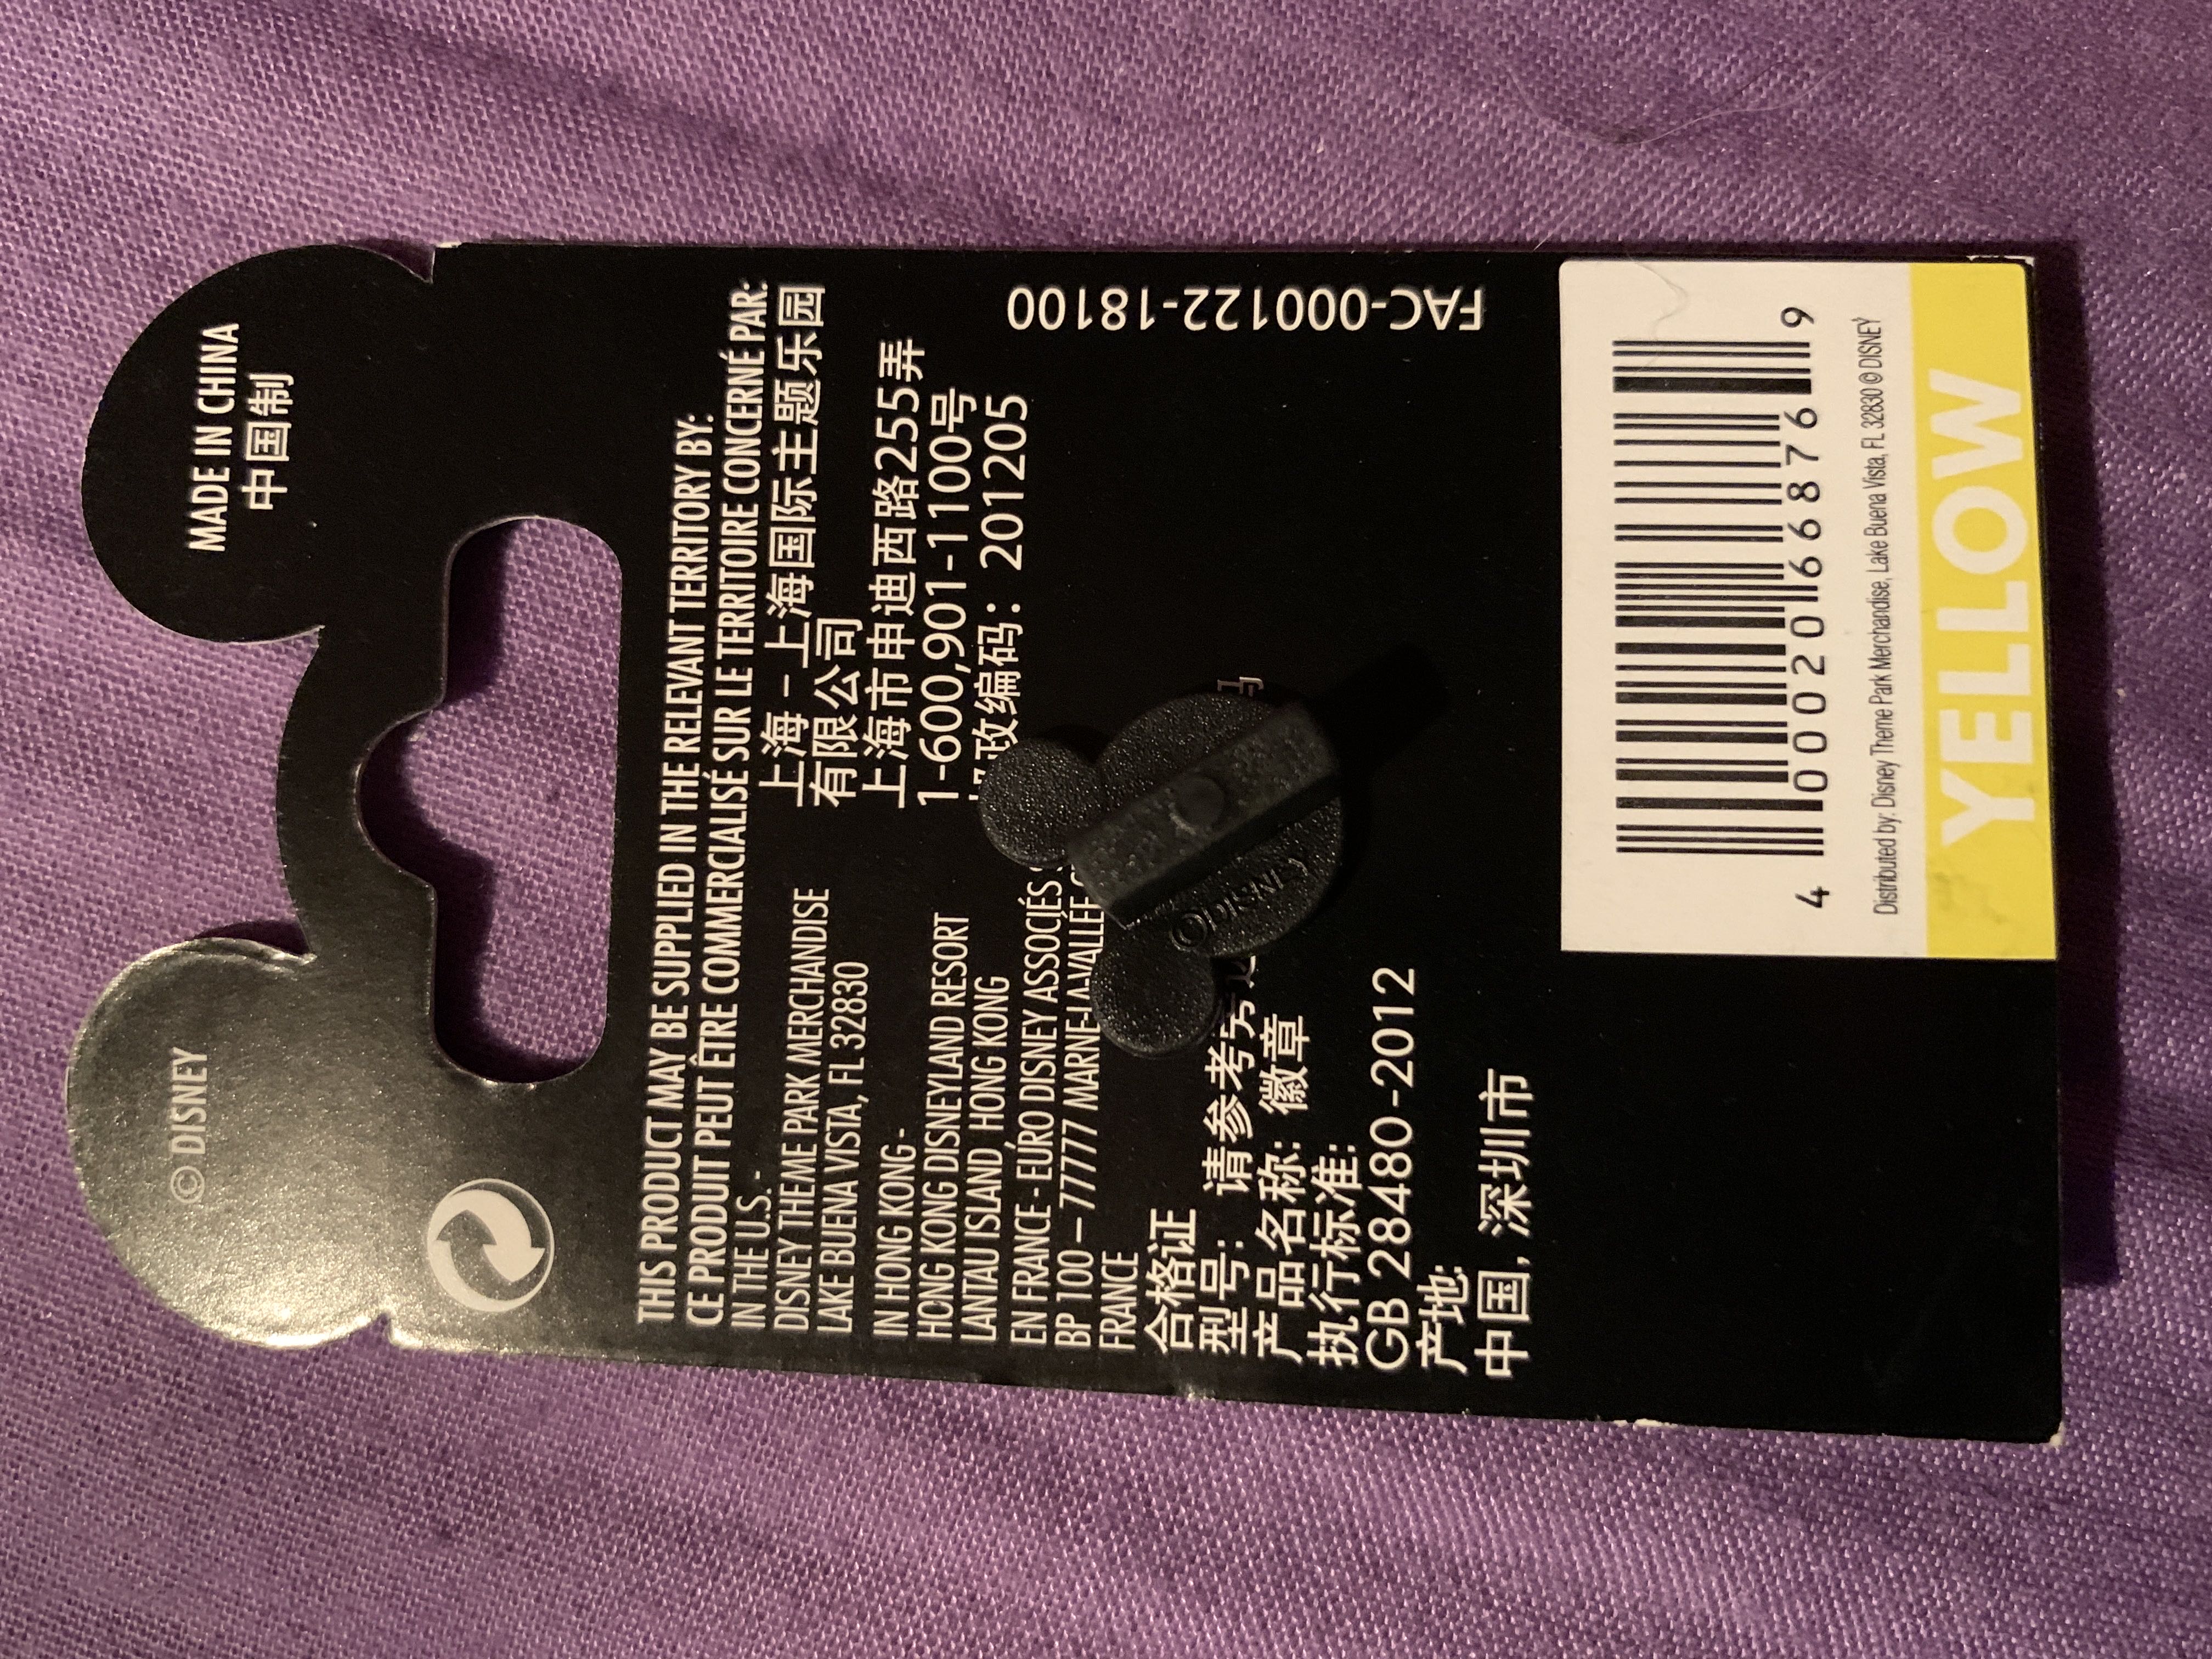 © DISNEY
MADE IN CHINA
中国制
THIS PRODUCT MAY BE SUPPLIED IN THE RELEVANT TERRITORY BY:
CE PRODUIT PEUT ÊTRE COMMERCIALISÉ SUR LE TERRITOIRE CONCERNÉ PAR:
IN THE U.S. -
DISNEY THEME PARK MERCHANDISE
LAKE BUENA VISTA, FL 32830
IN HONG KONG -
HONG KONG DISNEYLAND RESORT
LANTAU ISLAND, HONG KONG
EN FRANCE - EURO DISNEY ASSOCIÉS
BP 100 – 77777 MARNE-LA-VALLÉE
FRANCE
上海 - 上海国际主题乐园
有限公司
上海市申迪西路255弄
1-600,901-1100号
邮政编码: 201205
合格证
型号: 请参考
产品名称: 徽章
执行标准:
GB 28480-2012
产地:
中国, 深圳市
©DISNEY
FAC-000122-18100
4 000201668769
Distributed by: Disney Theme Park Merchandise, Lake Buena Vista, FL 32830 © DISNEY
YELLOW